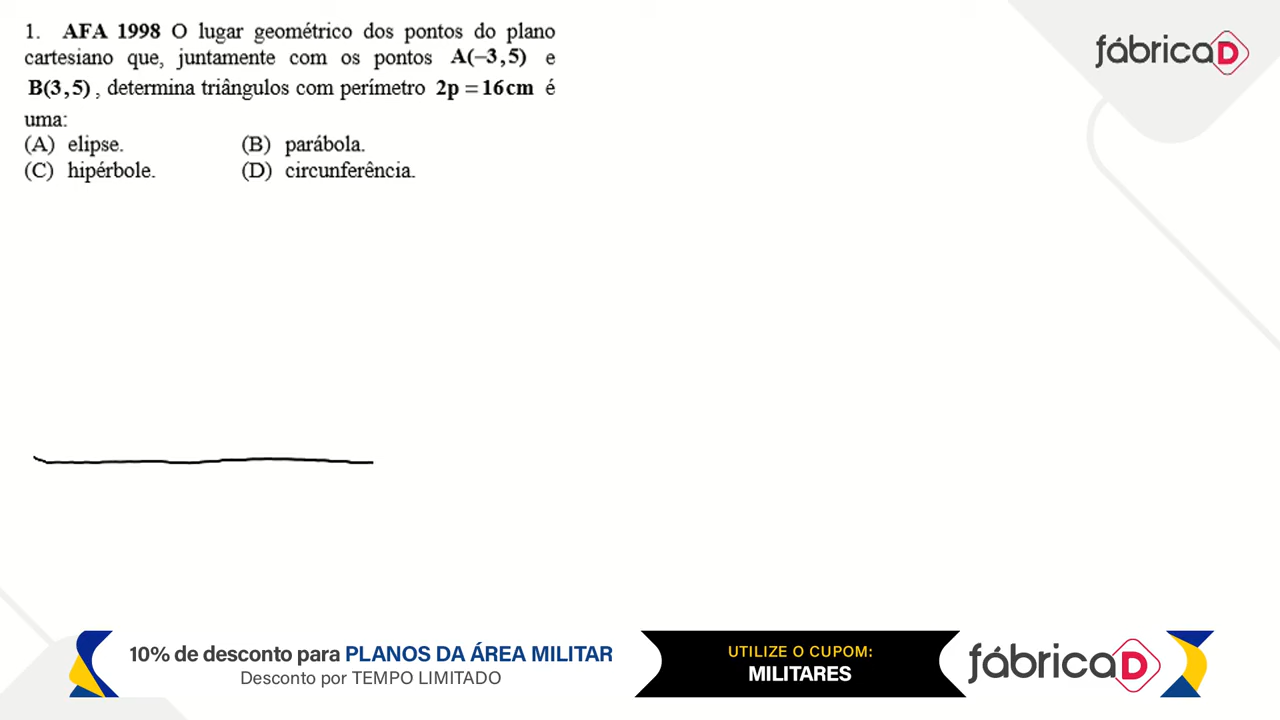 1. AFA 1998 O lugar geométrico dos pontos do plano
cartesiano que, juntamente com os pontos A(−3,5) e
B(3,5), determina triângulos com perímetro 2p = 16cm é
uma:
(A) elipse. (B) parábola.
(C) hipérbole. (D) circunferência.
fábricaD
10% de desconto para PLANOS DA ÁREA MILITAR
Desconto por TEMPO LIMITADO
UTILIZE O CUPOM:
MILITARES
fábricaD